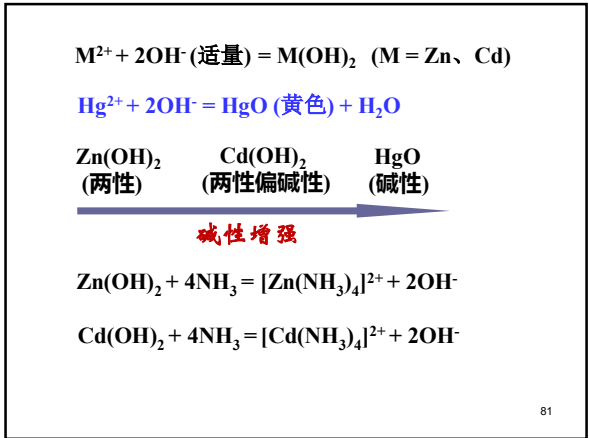 M²⁺ + 2OH⁻ (适量) = M(OH)₂ (M = Zn、Cd)
Hg²⁺ + 2OH⁻ = HgO (黄色) + H₂O
Zn(OH)₂ Cd(OH)₂ HgO
(两性) (两性偏碱性) (碱性)
碱性增强
Zn(OH)₂ + 4NH₃ = [Zn(NH₃)₄]²⁺ + 2OH⁻
Cd(OH)₂ + 4NH₃ = [Cd(NH₃)₄]²⁺ + 2OH⁻
81